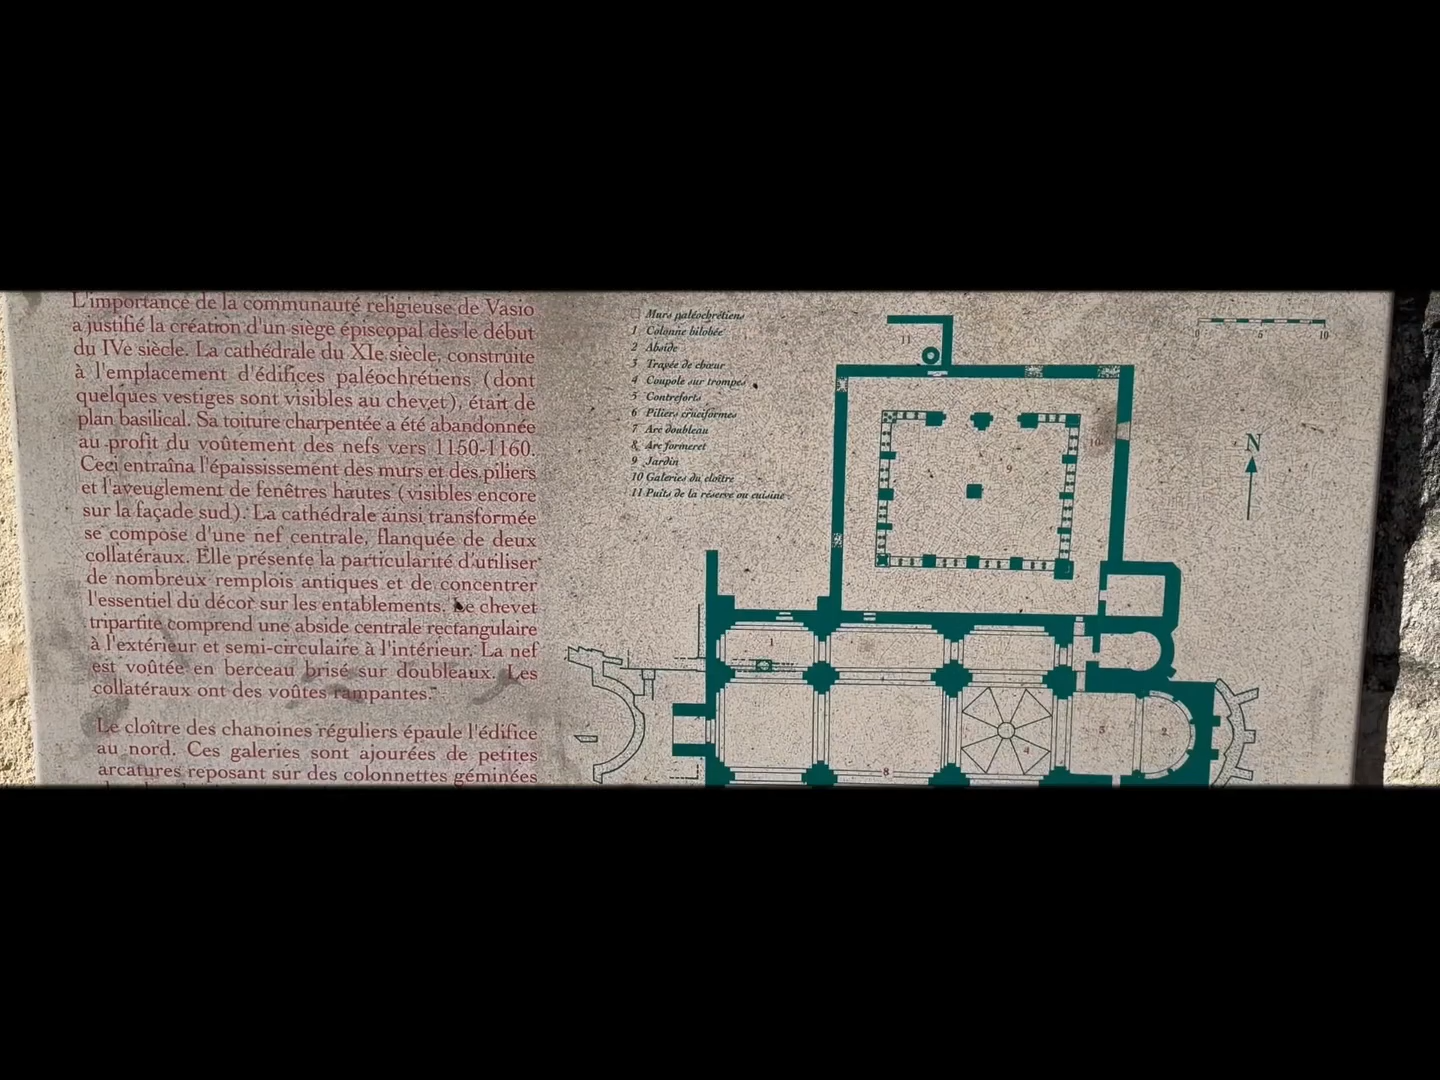 L'importance de la communauté religieuse de Vasio
a justifié la création d'un siège épiscopal dès le début
du IVe siècle. La cathédrale du XIe siècle, construite
à l'emplacement d'édifices paléochrétiens (dont
quelques vestiges sont visibles au chevet), était de
plan basilical. Sa toiture charpentée a été abandonnée
au profit du voûtement des nefs vers 1150-1160.
Ceci entraîna l'épaississement des murs et des piliers
et l'aveuglement de fenêtres hautes (visibles encore
sur la façade sud). La cathédrale ainsi transformée
se compose d'une nef centrale, flanquée de deux
collatéraux. Elle présente la particularité d'utiliser
de nombreux remplois antiques et de concentrer
l'essentiel du décor sur les entablements. Le chevet
tripartite comprend une abside centrale rectangulaire
à l'extérieur et semi-circulaire à l'intérieur. La nef
est voûtée en berceau brisé sur doubleaux. Les
collatéraux ont des voûtes rampantes.
Le cloître des chanoines réguliers épaule l'édifice
au nord. Ces galeries sont ajourées de petites
arcatures reposant sur des colonnettes géminées
Murs paléochrétiens
1 Colonne bilobée
2 Abside
3 Travée de chœur
4 Coupole sur trompes
5 Contreforts
6 Piliers cruciformes
7 Arc doubleau
8 Arc formeret
9 Jardin
10 Galeries du cloître
11 Puits de la réserve ou cuisine
0 5 10
11
10
9
N
1
4
3
2
8